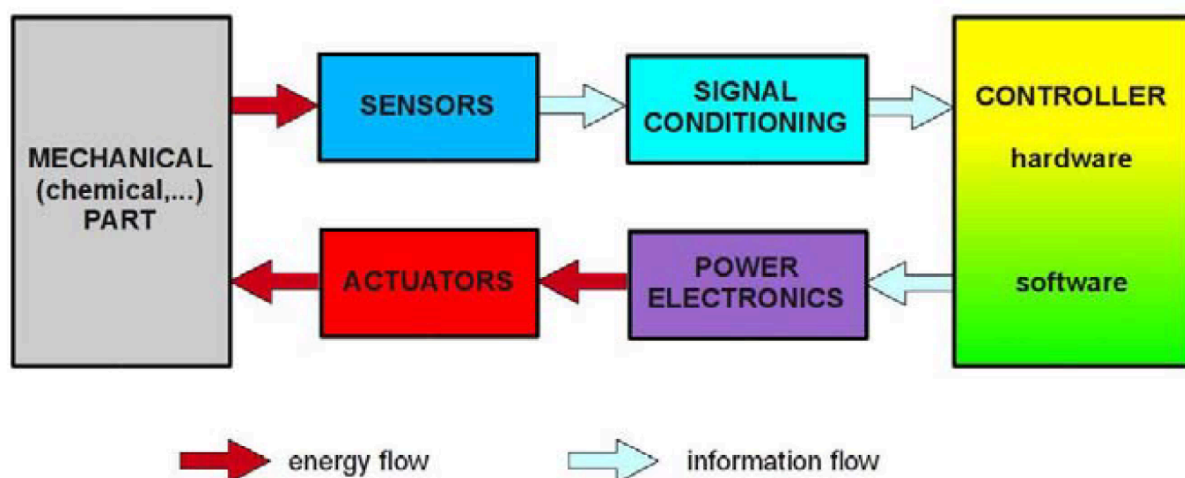 MECHANICAL
(chemical,...)
PART
SENSORS
SIGNAL
CONDITIONING
CONTROLLER
hardware
software
ACTUATORS
POWER
ELECTRONICS
energy flow
information flow